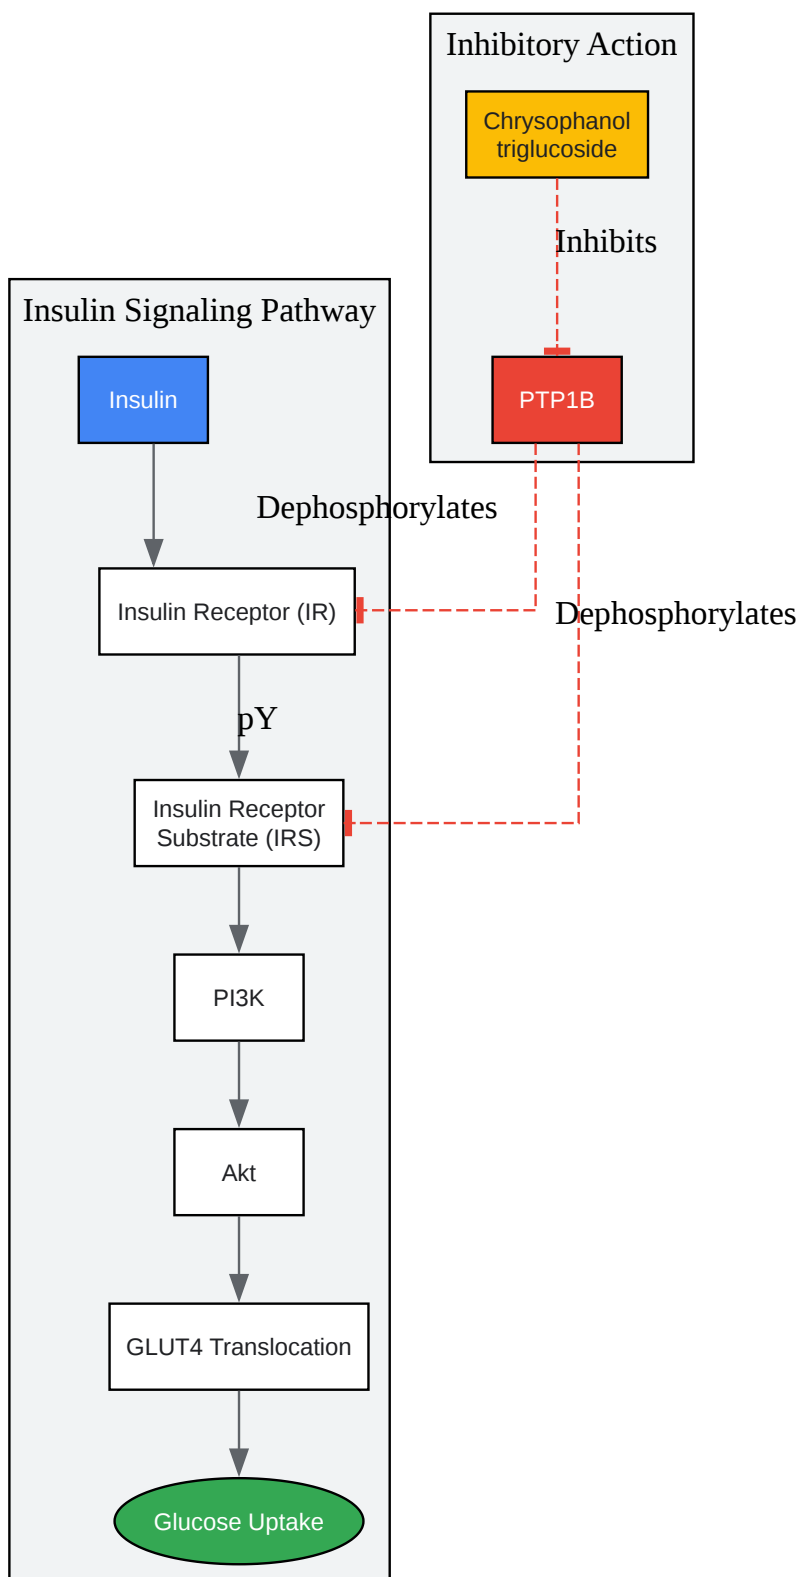 Inhibitory Action
Chrysophanol
triglucoside
Inhibits
Insulin Signaling Pathway
Insulin
PTP1B
Dephosphorylates
Insulin Receptor (IR)
Dephosphorylates
pY
Insulin Receptor
Substrate (IRS)
PI3K
Akt
GLUT4 Translocation
Glucose Uptake